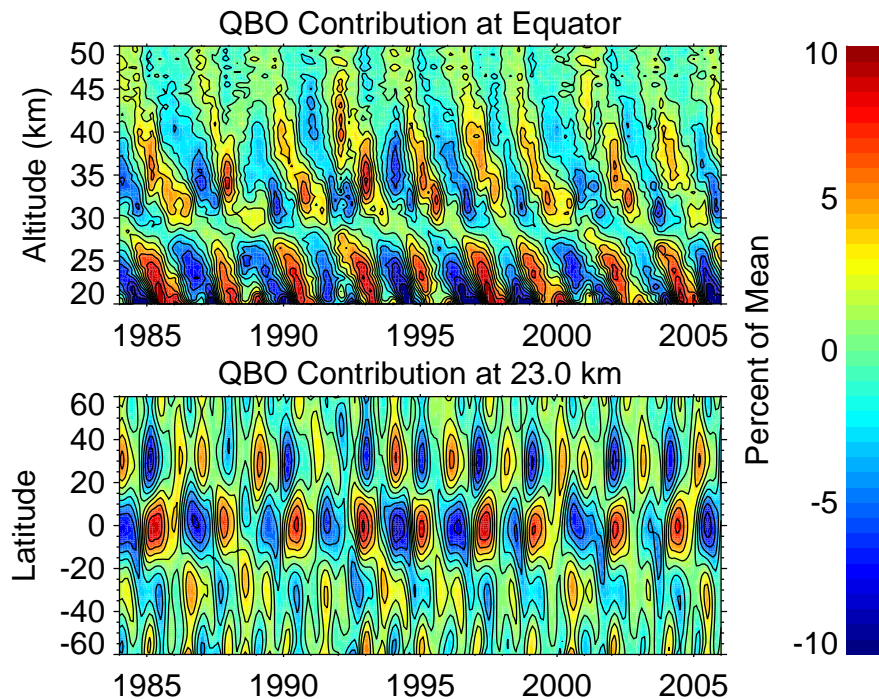 QBO Contribution at Equator
50
45
40
35
30
25
20
Altitude (km)
1985 1990 1995 2000 2005
QBO Contribution at 23.0 km
60
40
20
0
-20
-40
-60
Latitude
1985 1990 1995 2000 2005
10
5
0
-5
-10
Percent of Mean